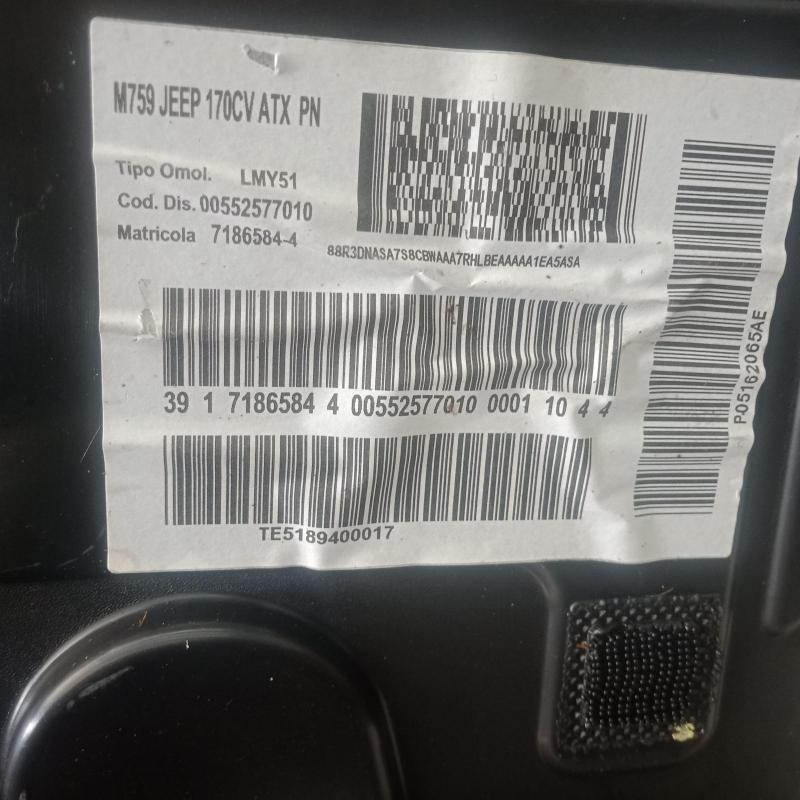 M759 JEEP 170CV ATX PN
Tipo Omol. LMY51
Cod. Dis. 00552577010
Matricola 7186584-4
88R3DNASA7S8CBWAAA7RHLBEAAAAA1EA5ASA
39 1 7186584 4 00552577010 0001 10 4 4
TE5189400017
P05162065AE